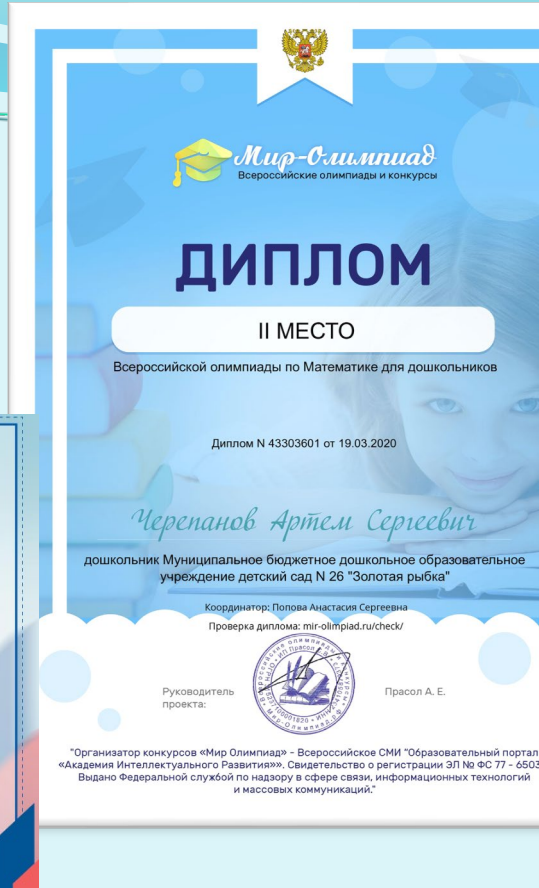 Мир-Олимпиад
Всероссийские олимпиады и конкурсы
ДИПЛОМ
II МЕСТО
Всероссийской олимпиады по Математике для дошкольников
Диплом N 43303601 от 19.03.2020
Черепанов Артем Сергеевич
дошкольник Муниципальное бюджетное дошкольное образовательное
учреждение детский сад N 26 "Золотая рыбка"
Координатор: Попова Анастасия Сергеевна
Проверка диплома: mir-olimpiad.ru/check/
Руководитель
проекта:
Прасол А. Е.
"Организатор конкурсов «Мир Олимпиад» - Всероссийское СМИ "Образовательный портал
«Академия Интеллектуального Развития»». Свидетельство о регистрации ЭЛ № ФС 77 - 6503
Выдано Федеральной службой по надзору в сфере связи, информационных технологий
и массовых коммуникаций."